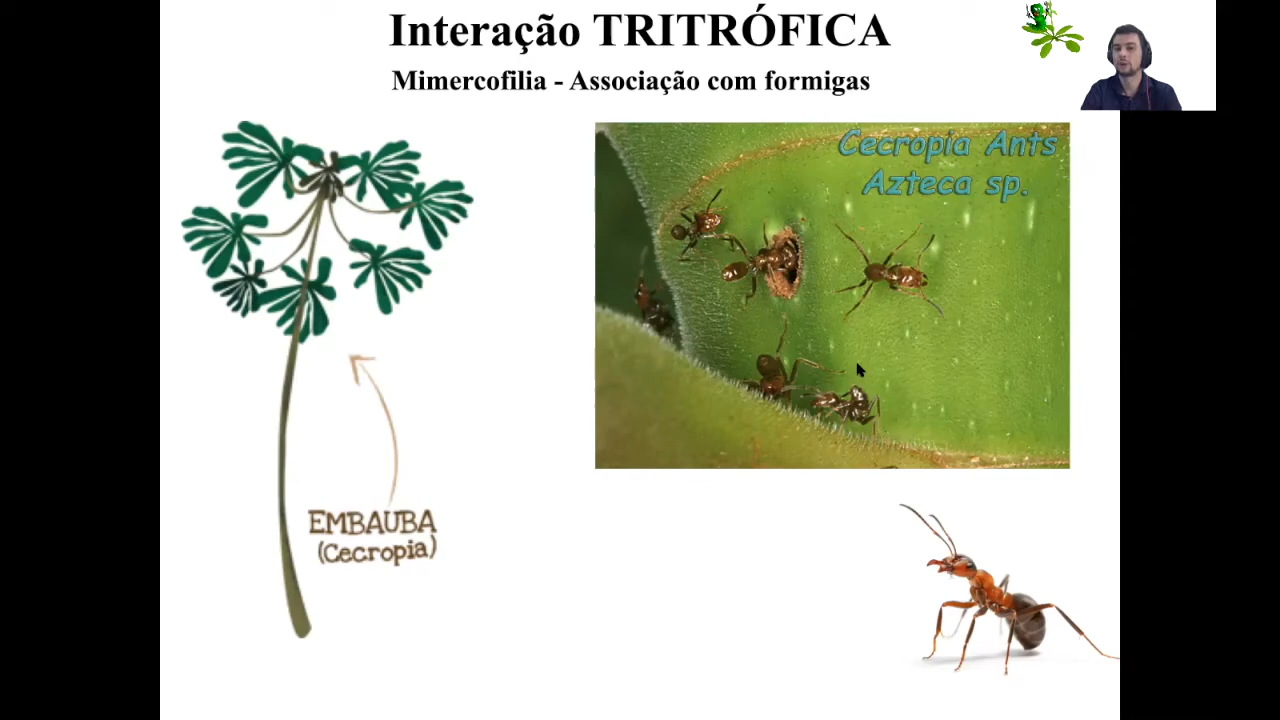 Interação TRITRÓFICA
Mimercofilia - Associação com formigas
Cecropia Ants
Azteca sp.
EMBAUBA
(Cecropia)